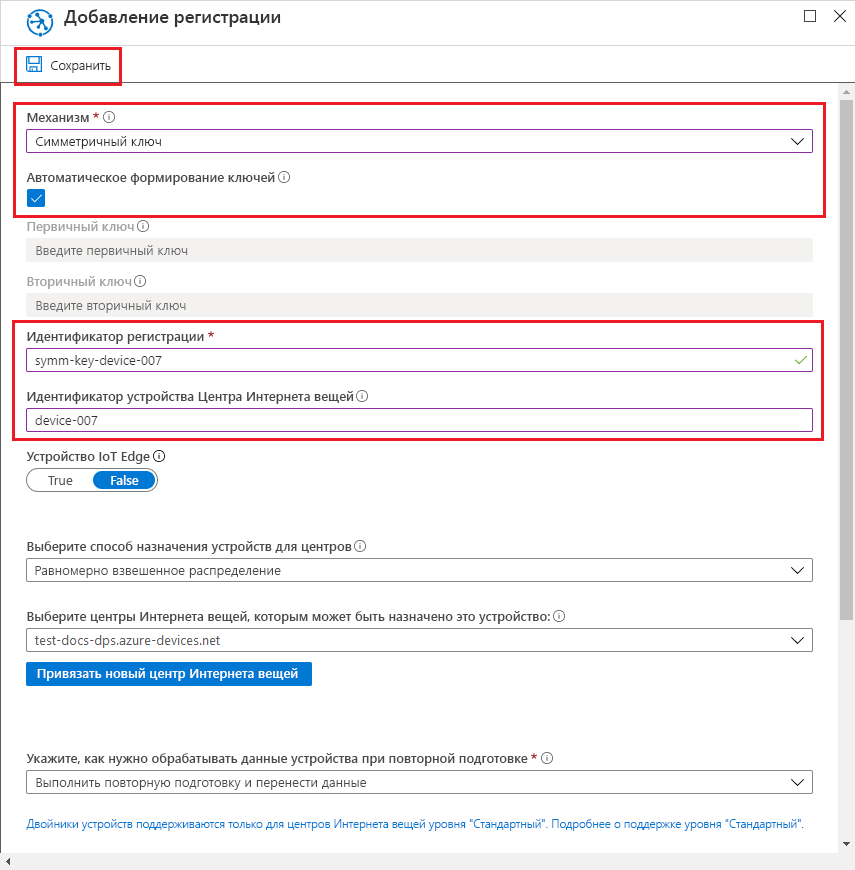 Добавление регистрации
Сохранить
Механизм *
Симметричный ключ
Автоматическое формирование ключей
Первичный ключ
Введите первичный ключ
Вторичный ключ
Введите вторичный ключ
Идентификатор регистрации *
symm-key-device-007
Идентификатор устройства Центра Интернета вещей
device-007
Устройство IoT Edge
True False
Выберите способ назначения устройств для центров
Равномерно взвешенное распределение
Выберите центры Интернета вещей, которым может быть назначено это устройство:
test-docs-dps.azure-devices.net
Привязать новый центр Интернета вещей
Укажите, как нужно обрабатывать данные устройства при повторной подготовке *
Выполнить повторную подготовку и перенести данные
Двойники устройств поддерживаются только для центров Интернета вещей уровня "Стандартный". Подробнее о поддержке уровня "Стандартный".